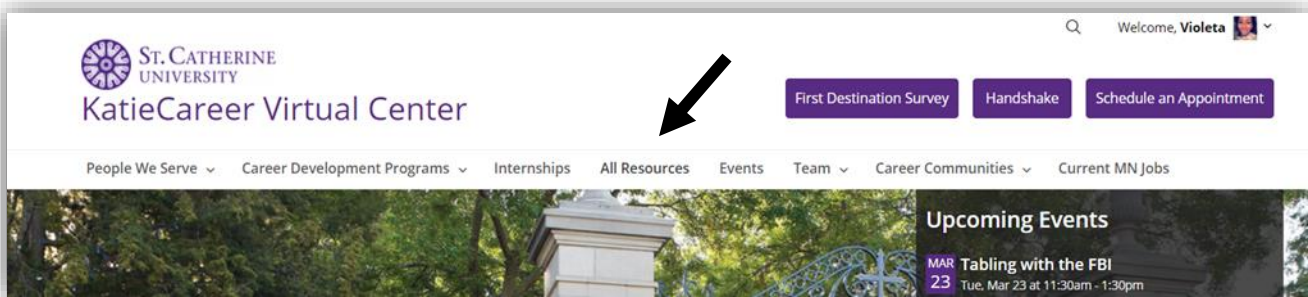 Welcome, Violeta
ST. CATHERINE
UNIVERSITY
KatieCareer Virtual Center
First Destination Survey
Handshake
Schedule an Appointment
People We Serve
Career Development Programs
Internships
All Resources
Events
Team
Career Communities
Current MN Jobs
Upcoming Events
MAR
23
Tabling with the FBI
Tue, Mar 23 at 11:30am - 1:30pm